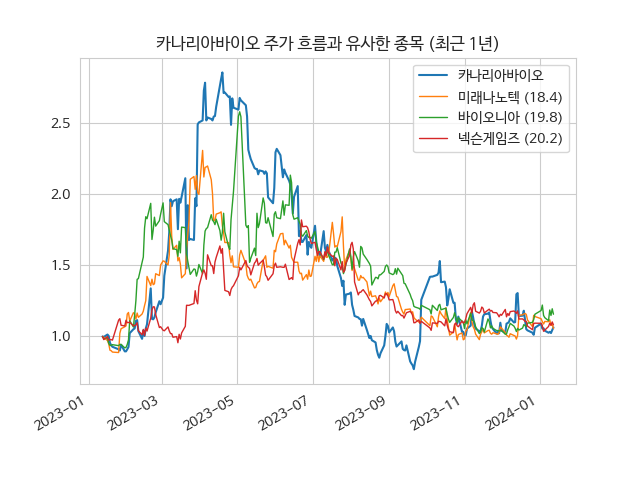 카나리아바이오 주가 흐름과 유사한 종목 (최근 1년)
카나리아바이오
미래나노텍 (18.4)
바이오니아 (19.8)
넥슨게임즈 (20.2)
2.5
2.0
1.5
1.0
2023-01
2023-03
2023-05
2023-07
2023-09
2023-11
2024-01